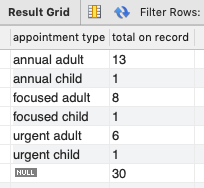 Result Grid Filter Rows:
appointment type total on record
annual adult 13
annual child 1
focused adult 8
focused child 1
urgent adult 6
urgent child 1
NULL 30